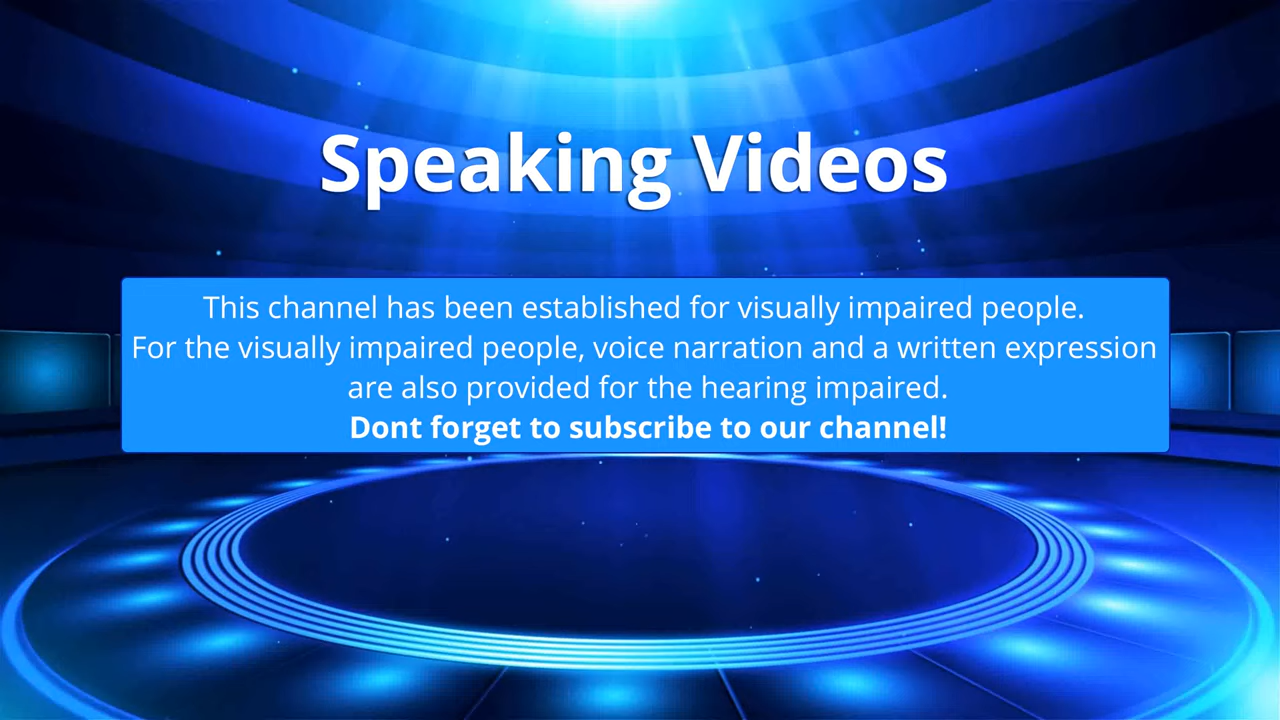 Speaking Videos
This channel has been established for visually impaired people.
For the visually impaired people, voice narration and a written expression
are also provided for the hearing impaired.
Dont forget to subscribe to our channel!